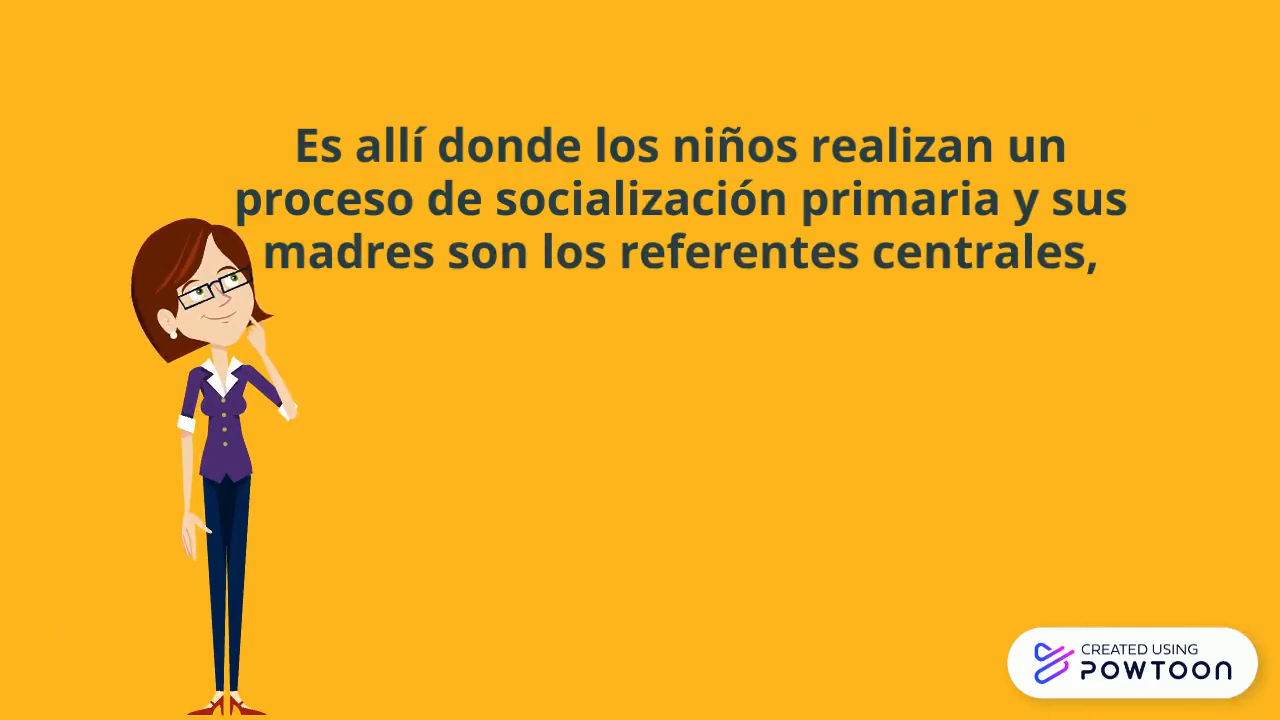 Es allí donde los niños realizan un
proceso de socialización primaria y sus
madres son los referentes centrales,
CREATED USING
POWTOON